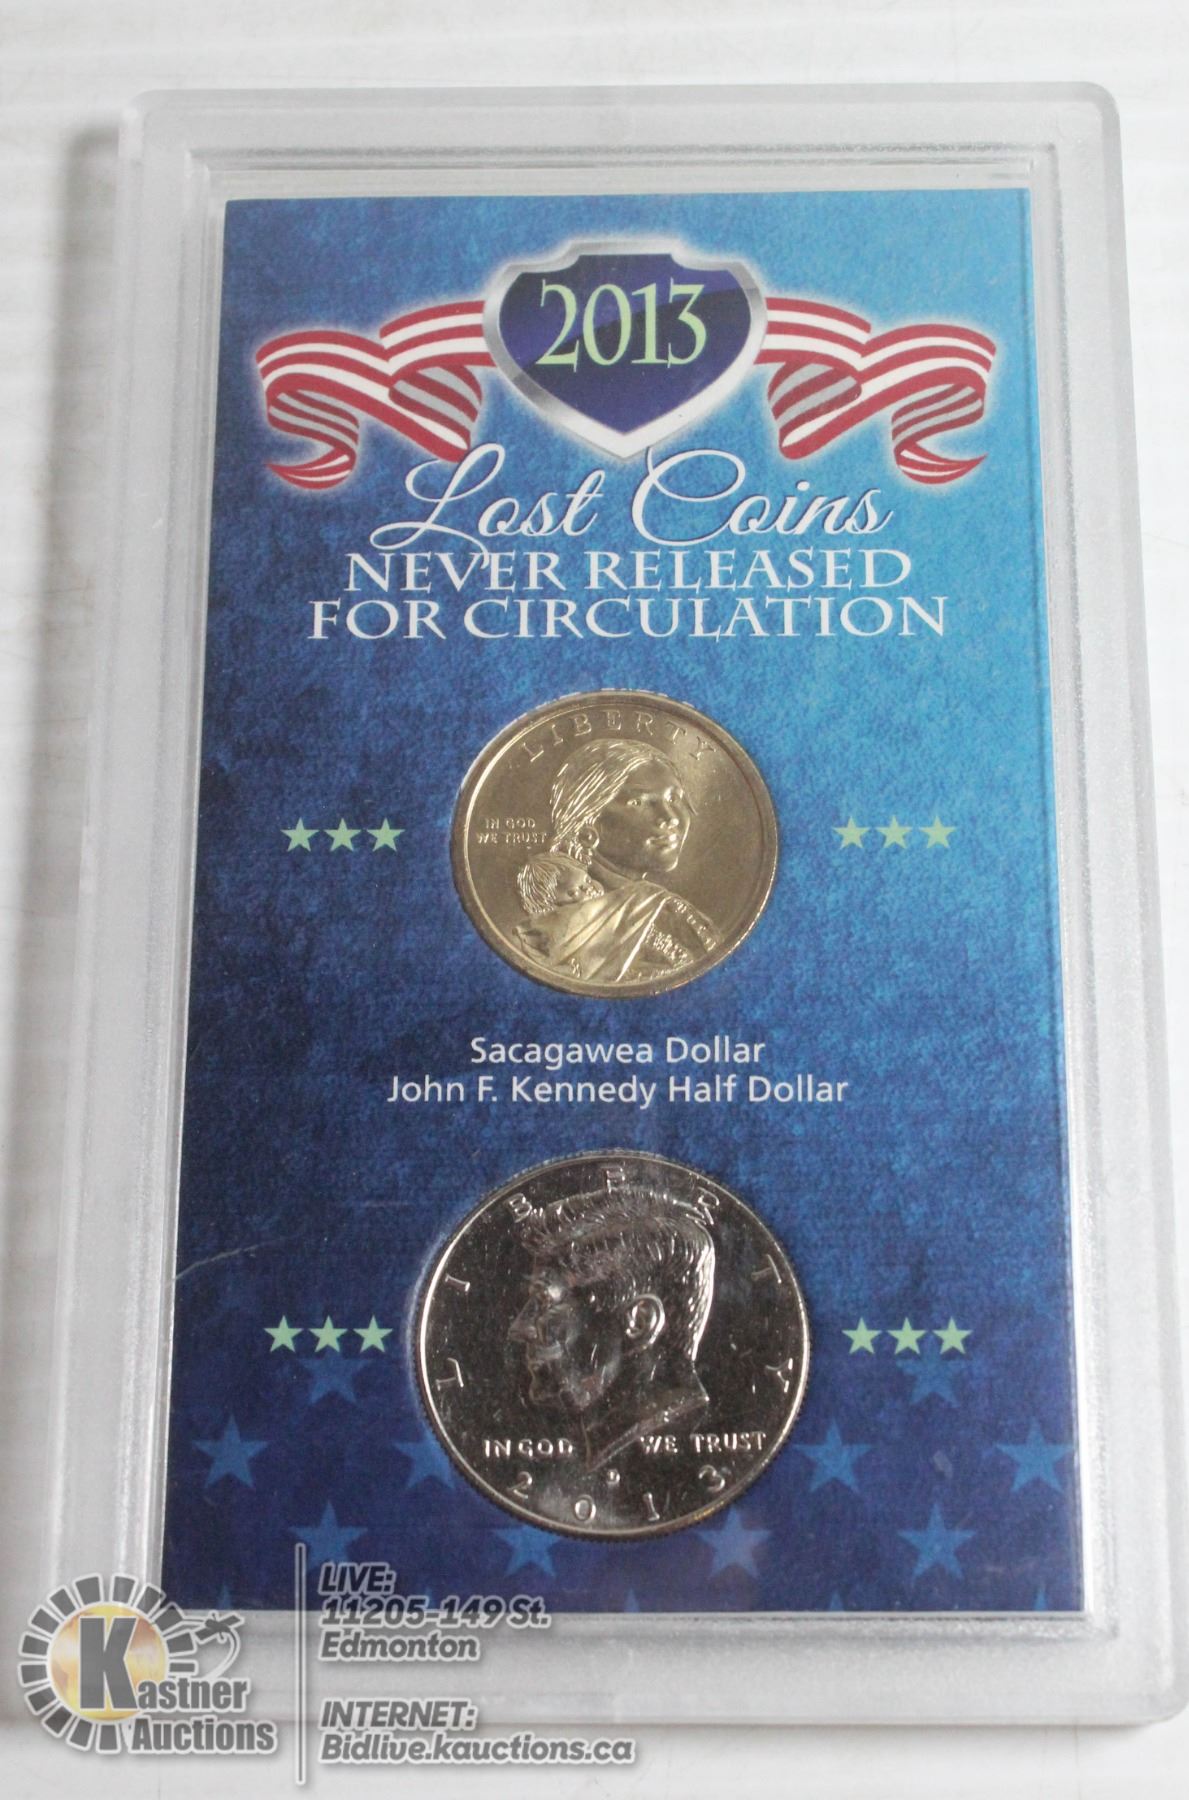 2013
Lost Coins
NEVER RELEASED
FOR CIRCULATION
LIBERTY
IN GOD
WE TRUST
Sacagawea Dollar
John F. Kennedy Half Dollar
LIBERTY
IN GOD WE TRUST
D
2013
Kastner
Auctions
LIVE:
11205-149 St.
Edmonton
INTERNET:
Bidlive.kauctions.ca